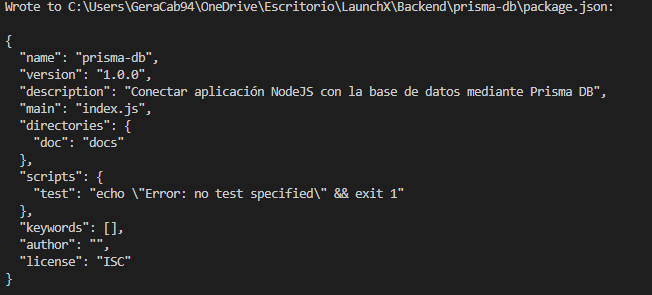 Wrote to C:\Users\GeraCab94\OneDrive\Escritorio\LaunchX\Backend\prisma-db\package.json:

{
  "name": "prisma-db",
  "version": "1.0.0",
  "description": "Conectar aplicación NodeJS con la base de datos mediante Prisma DB",
  "main": "index.js",
  "directories": {
    "doc": "docs"
  },
  "scripts": {
    "test": "echo \"Error: no test specified\" && exit 1"
  },
  "keywords": [],
  "author": "",
  "license": "ISC"
}